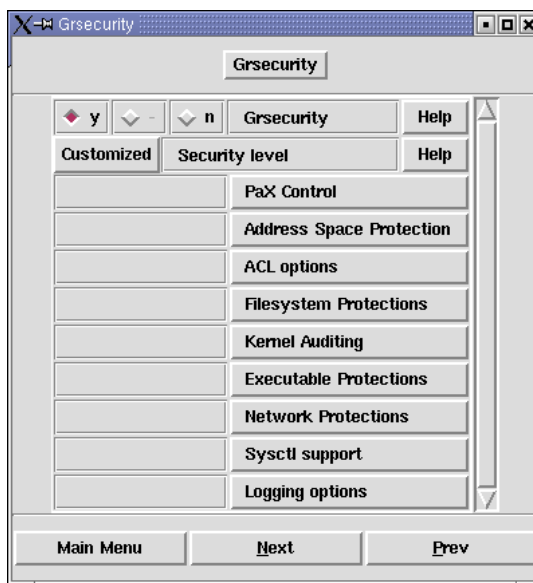 Grsecurity
Grsecurity
y - n Grsecurity Help
Customized Security level Help
PaX Control
Address Space Protection
ACL options
Filesystem Protections
Kernel Auditing
Executable Protections
Network Protections
Sysctl support
Logging options
Main Menu Next Prev